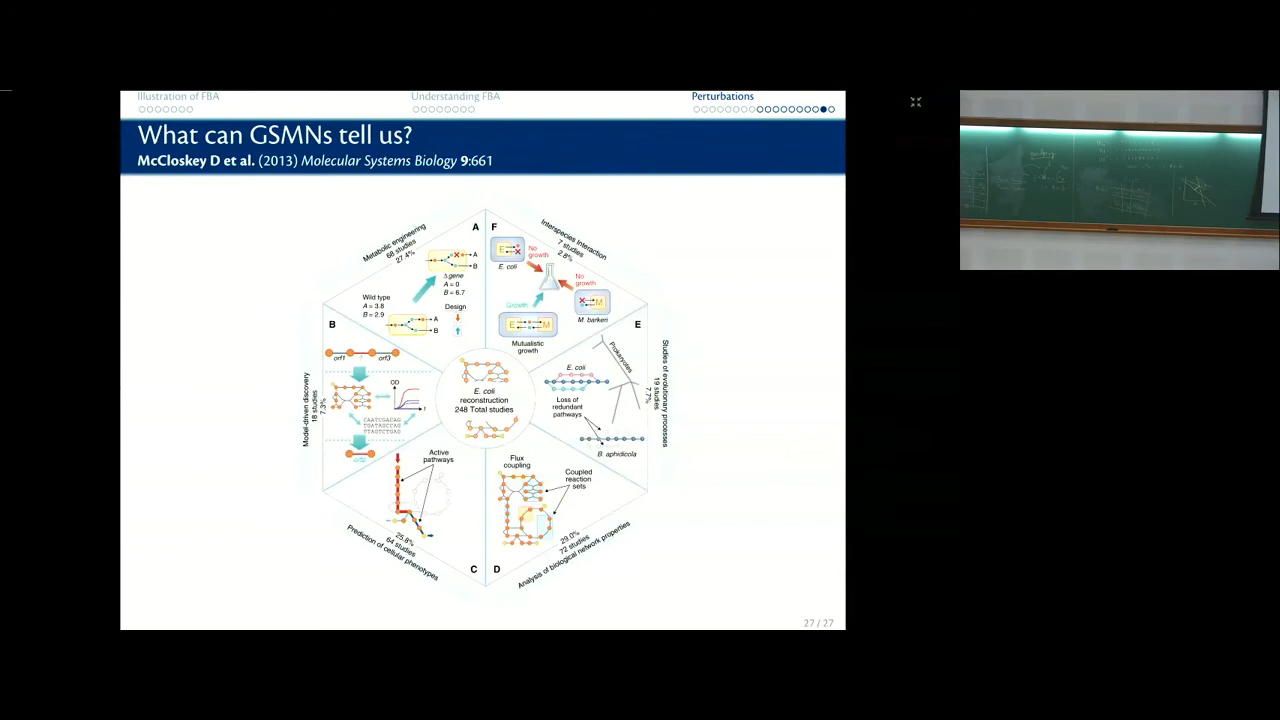 Illustration of FBA
Understanding FBA
Perturbations
What can GSMNs tell us?
McCloskey D et al. (2013) Molecular Systems Biology 9:661
A
Metabolic engineering
68 studies
27.4%
A
B
Δgene
A = 0
B = 6.7
Wild type
A = 3.8
B = 2.9
Design
A
B
F
Interspecies interaction
7 studies
2.8%
E
E. coli
No
growth
No
growth
M
M. barkeri
Growth
E
M
Mutualistic
growth
B
orf1
?
orf3
OD
t
CAATCGACAG
TGATAGCCAG
TTAGTCTGAG
orf2
Model-driven discovery
18 studies
7.3%
E. coli
reconstruction
248 Total studies
E
Prokaryotes
E. coli
Loss of
redundant
pathways
B. aphidicola
Studies of evolutionary processes
19 studies
7.7%
Active
pathways
25.8%
64 studies
Prediction of cellular phenotypes
C
Flux
coupling
Coupled
reaction
sets
29.0%
72 studies
Analysis of biological network properties
D
27 / 27